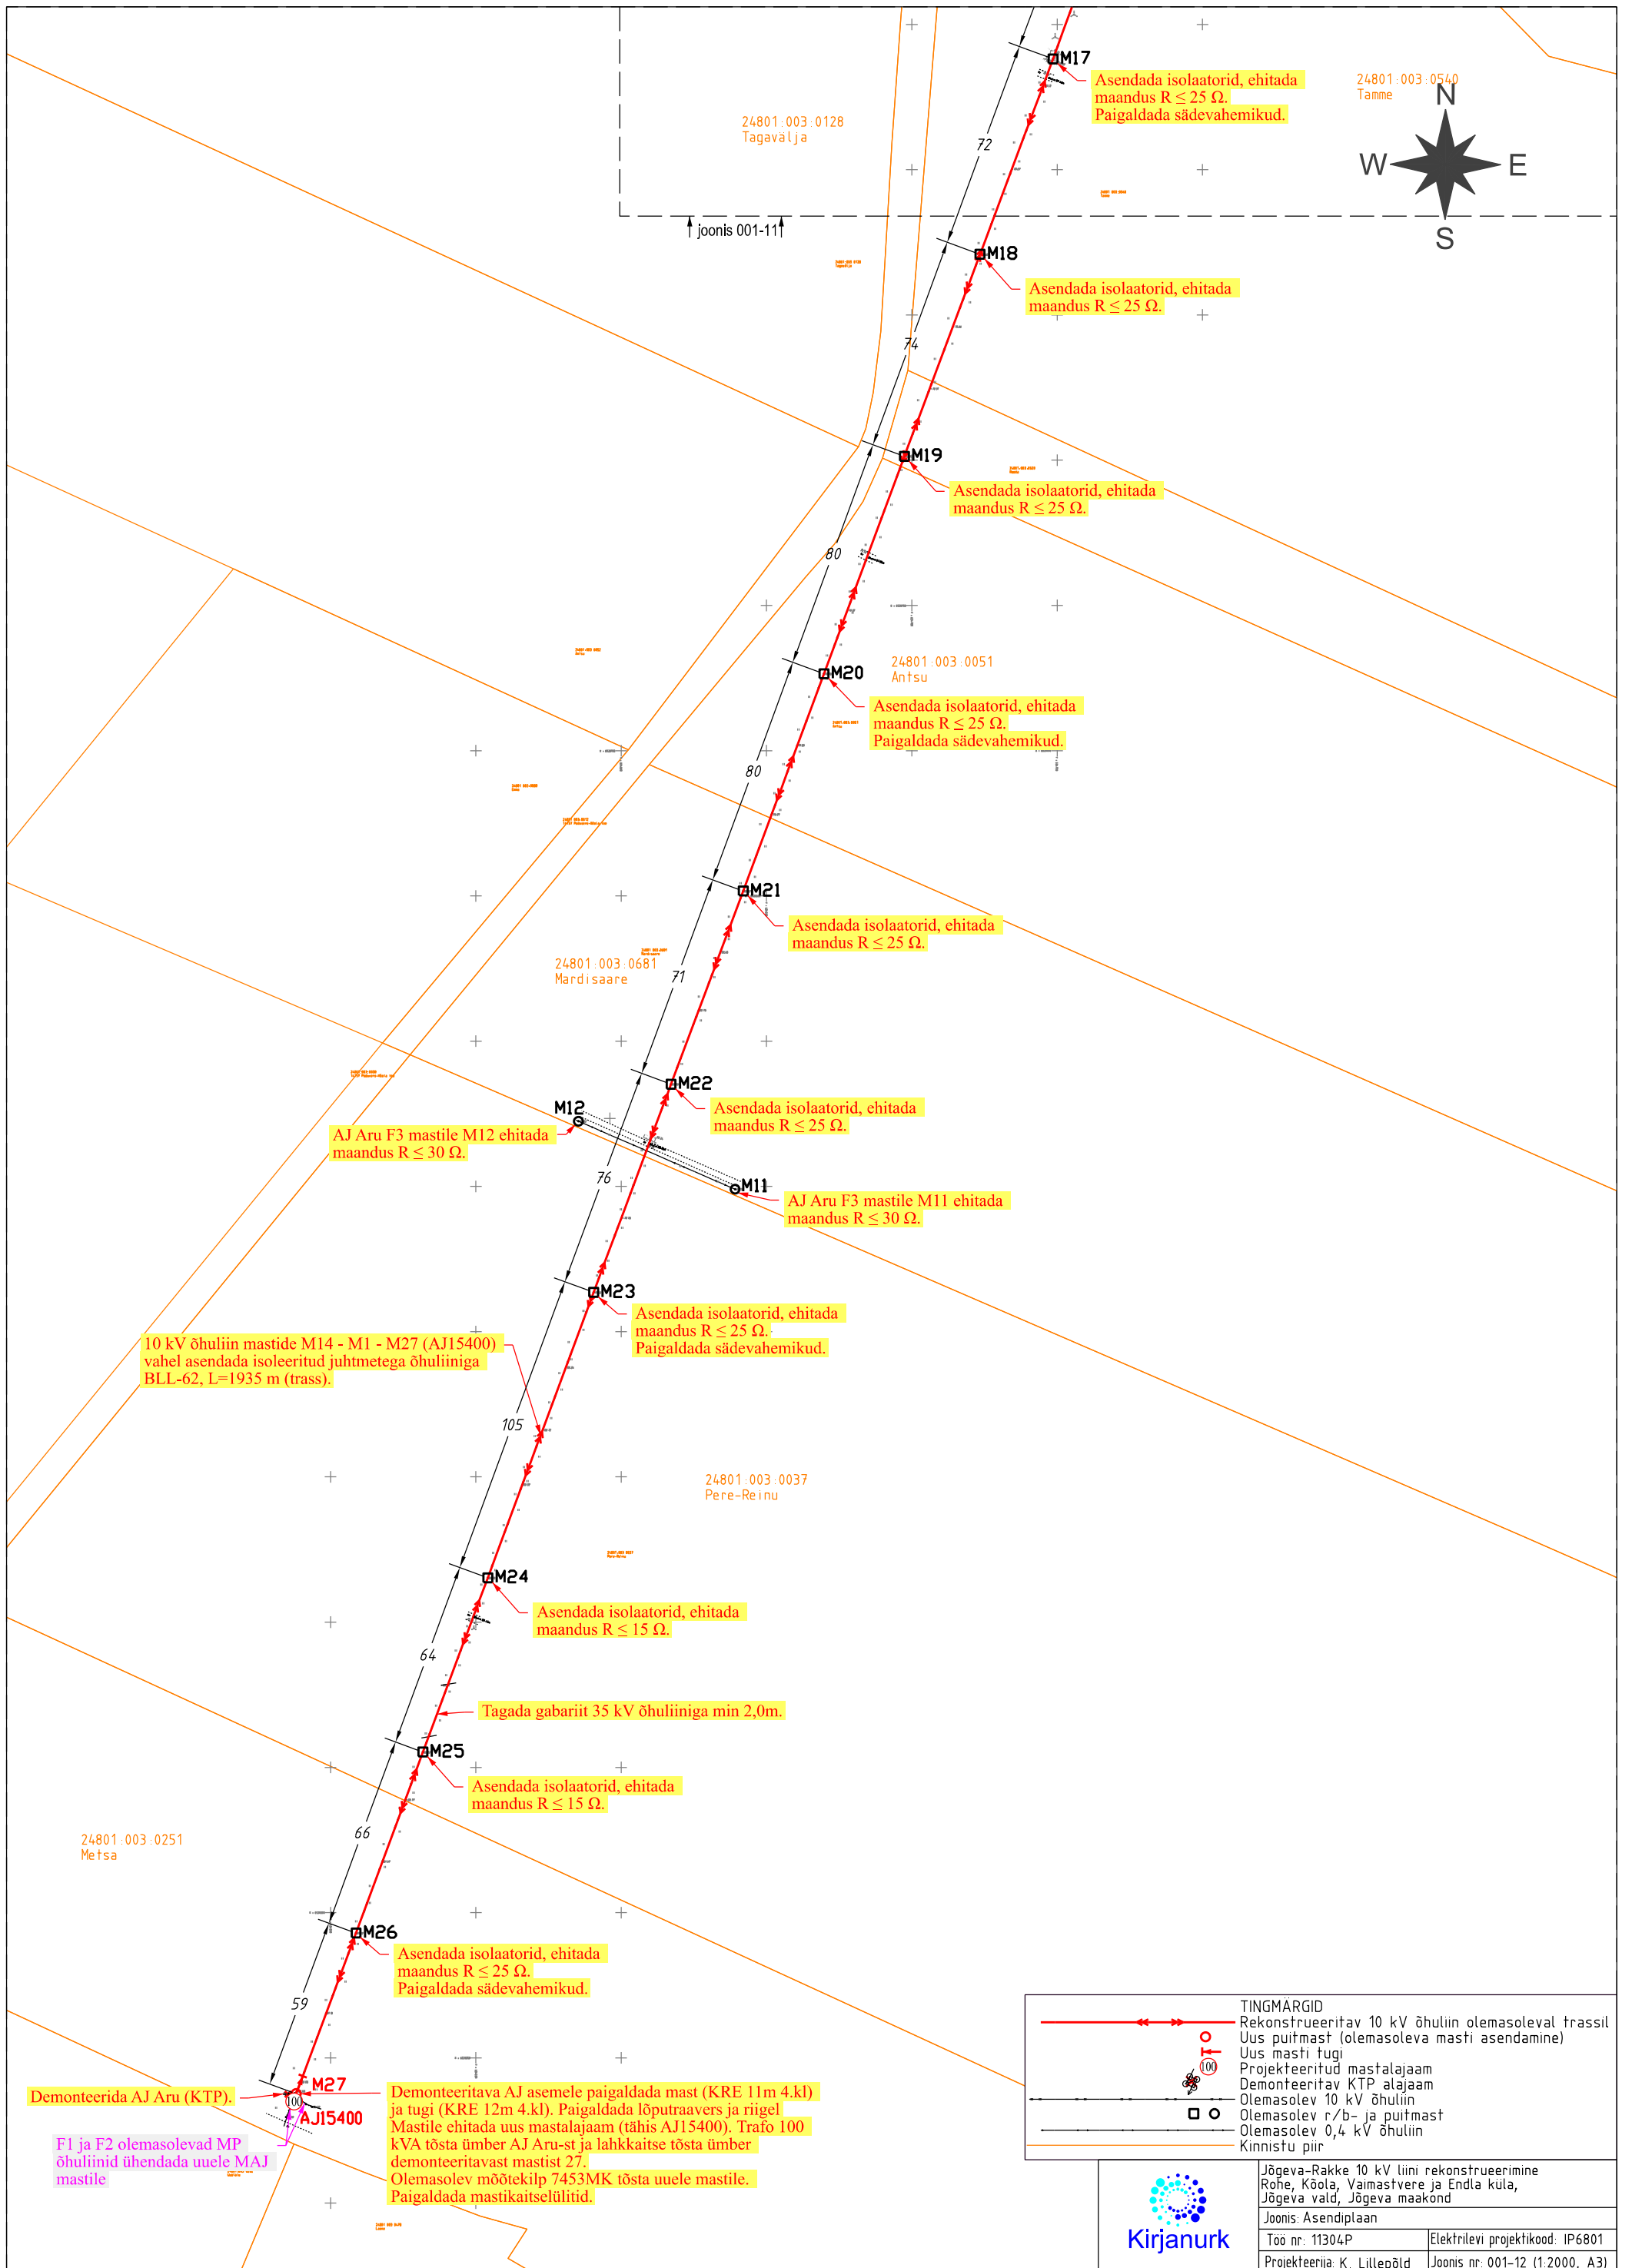 M17
Asendada isolaatorid, ehitada
maandus R ≤ 25 Ω.
Paigaldada sädevahemikud.
24801:003:0540
Tamme
N
W
E
S
24801:003:0128
Tagavälja
72
joonis 001-11
M18
Asendada isolaatorid, ehitada
maandus R ≤ 25 Ω.
74
M19
Asendada isolaatorid, ehitada
maandus R ≤ 25 Ω.
80
M20
24801:003:0051
Antsu
Asendada isolaatorid, ehitada
maandus R ≤ 25 Ω.
Paigaldada sädevahemikud.
80
M21
Asendada isolaatorid, ehitada
maandus R ≤ 25 Ω.
24801:003:0681
Mardisaare
71
M22
Asendada isolaatorid, ehitada
maandus R ≤ 25 Ω.
M12
AJ Aru F3 mastile M12 ehitada
maandus R ≤ 30 Ω.
76
M11
AJ Aru F3 mastile M11 ehitada
maandus R ≤ 30 Ω.
M23
Asendada isolaatorid, ehitada
maandus R ≤ 25 Ω.
Paigaldada sädevahemikud.
10 kV õhuliin mastide M14 - M1 - M27 (AJ15400)
vahel asendada isoleeritud juhtmetega õhuliiniga
BLL-62, L=1935 m (trass).
105
24801:003:0037
Pere-Reinu
M24
Asendada isolaatorid, ehitada
maandus R ≤ 15 Ω.
64
Tagada gabariit 35 kV õhuliiniga min 2,0m.
M25
Asendada isolaatorid, ehitada
maandus R ≤ 15 Ω.
66
24801:003:0251
Metsa
M26
Asendada isolaatorid, ehitada
maandus R ≤ 25 Ω.
Paigaldada sädevahemikud.
59
M27
Demonteerida AJ Aru (KTP).
100
AJ15400
Demonteeritava AJ asemele paigaldada mast (KRE 11m 4.kl)
ja tugi (KRE 12m 4.kl). Paigaldada lõputraavers ja riigel
Mastile ehitada uus mastalajaam (tähis AJ15400). Trafo 100
kVA tõsta ümber AJ Aru-st ja lahkkaitse tõsta ümber
demonteeritavast mastist 27.
Olemasolev mõõtekilp 7453MK tõsta uuele mastile.
Paigaldada mastikaitselülitid.
F1 ja F2 olemasolevad MP
õhuliinid ühendada uuele MAJ
mastile
TINGMÄRGID
Rekonstrueeritav 10 kV õhuliin olemasoleval trassil
Uus puitmast (olemasoleva masti asendamine)
Uus masti tugi
100
Projekteeritud mastalajaam
Demonteeritav KTP alajaam
Olemasolev 10 kV õhuliin
Olemasolev r/b- ja puitmast
Olemasolev 0,4 kV õhuliin
Kinnistu piir
Kirjanurk
Jõgeva-Rakke 10 kV liini rekonstrueerimine
Rohe, Kõola, Vaimastvere ja Endla küla,
Jõgeva vald, Jõgeva maakond
Joonis: Asendiplaan
Töö nr: 11304P
Elektrilevi projektikood: IP6801
Projekteerija: K. Lillepõld
Joonis nr: 001-12 (1:2000, A3)